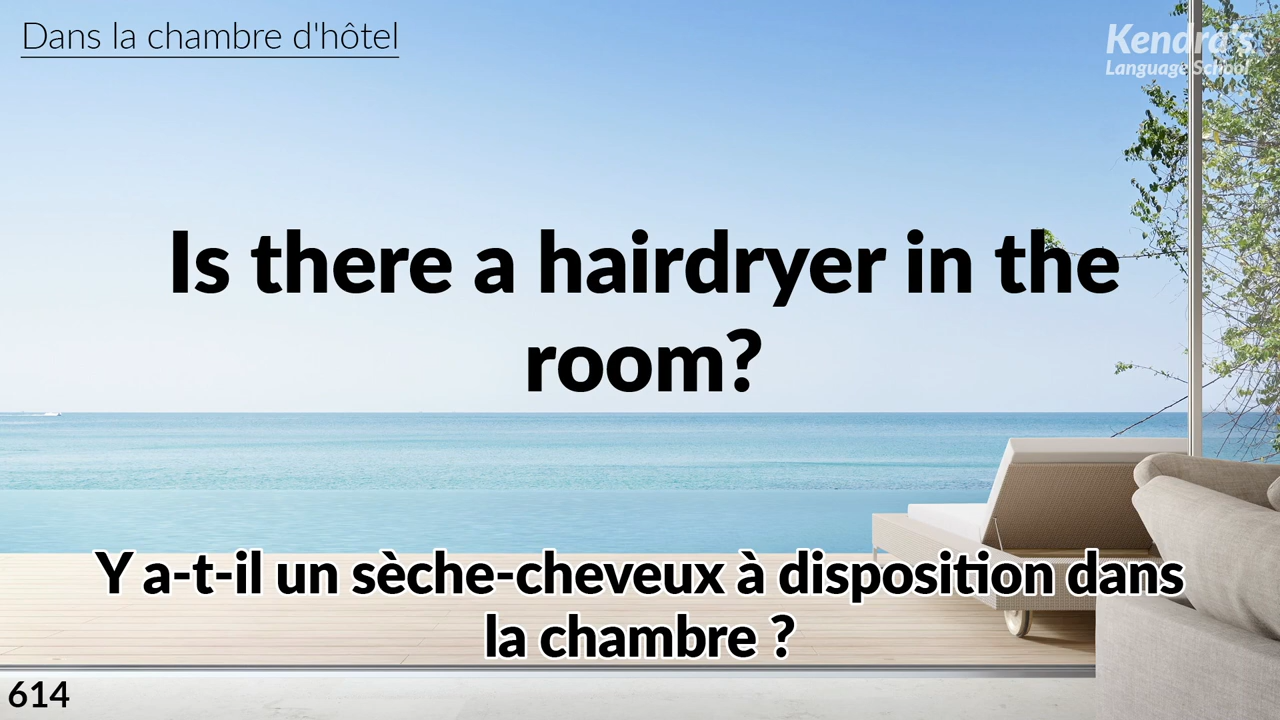 Dans la chambre d'hôtel
Kendra's
Language School
Is there a hairdryer in the
room?
Y a-t-il un sèche-cheveux à disposition dans
la chambre ?
614